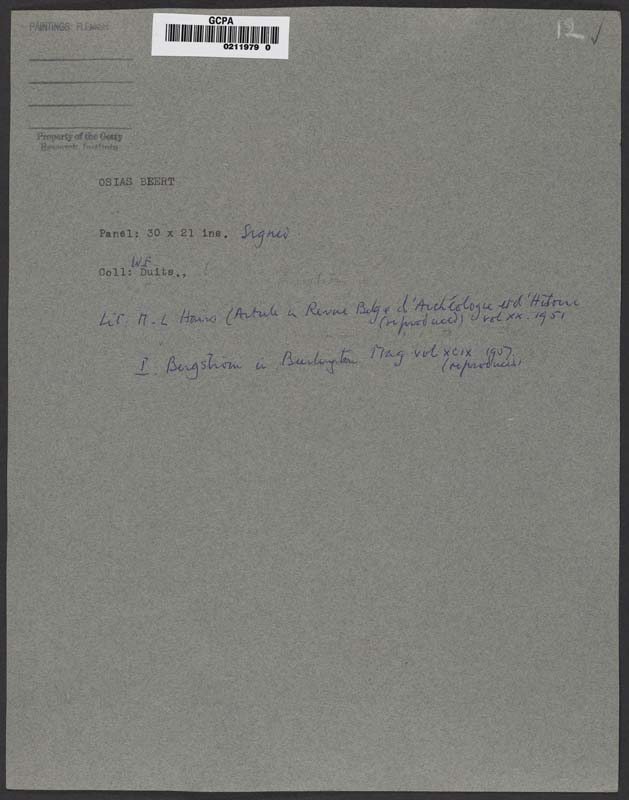 PAINTINGS: FLEMISH
GCPA
0211979 0
12 ✓
Property of the Getty
Research Institute
OSIAS BEERT
Panel: 30 x 21 ins. Signed
W.E
Coll: Duits.,
Lit. M-L Hairs (Article in Revue Belge d'Archéologie et d'Histoire
(reproduced) vol XX. 1951
I. Bergstrom in Burlington Mag vol XCIX 1957
(reproduced)